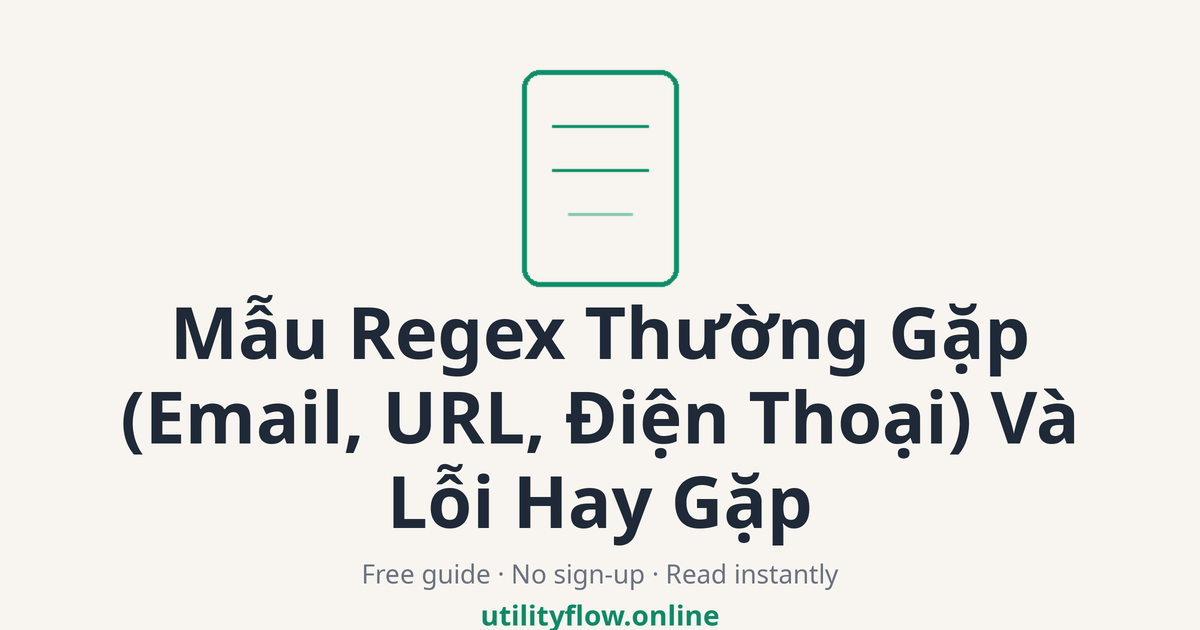 Mẫu Regex Thường Gặp
(Email, URL, Điện Thoại) Và
Lỗi Hay Gặp
Free guide · No sign-up · Read instantly
utilityflow.online